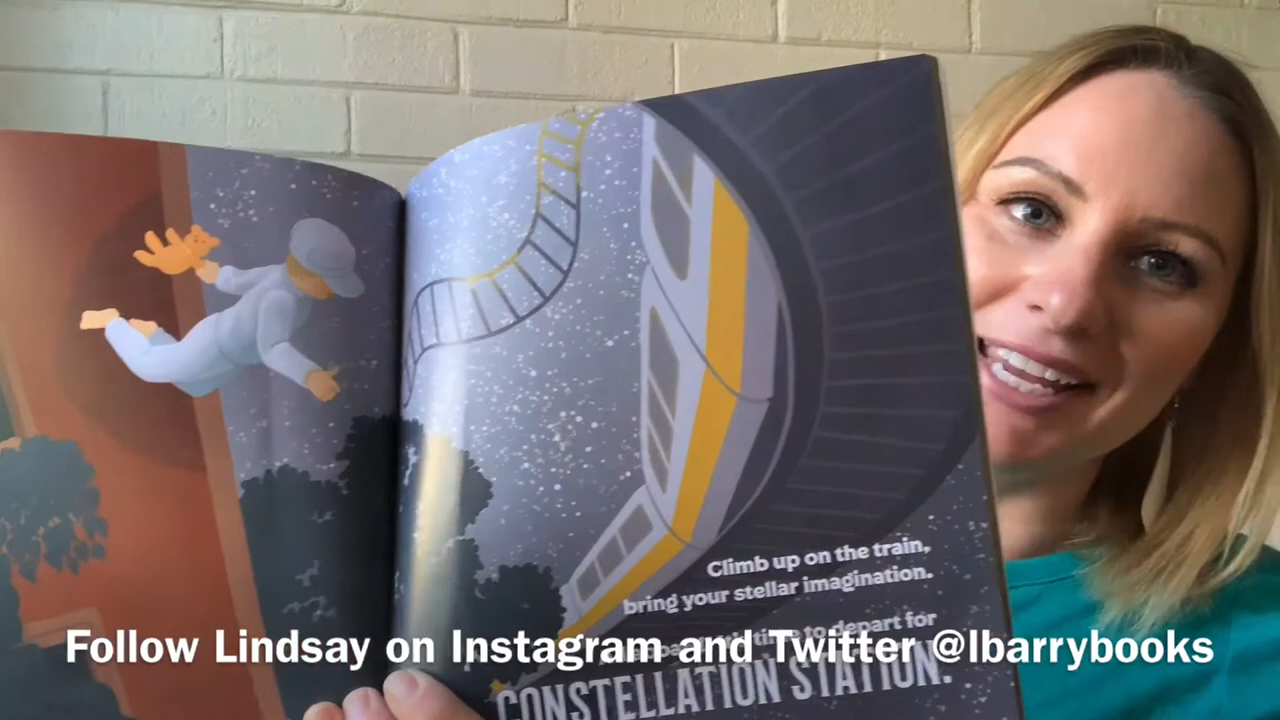 Climb up on the train,
bring your stellar imagination.
time to depart for
CONSTELLATION STATION.
Follow Lindsay on Instagram and Twitter @lbarrybooks